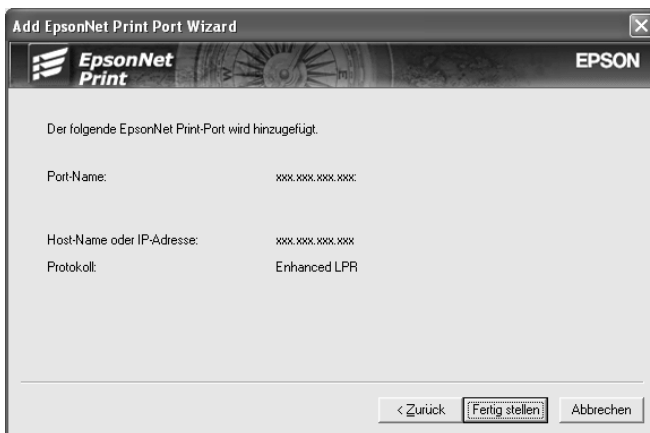 Add EpsonNet Print Port Wizard
EpsonNet
Print
EPSON
Der folgende EpsonNet Print-Port wird hinzugefügt.
Port-Name: xxx.xxx.xxx.xxx:
Host-Name oder IP-Adresse: xxx.xxx.xxx.xxx
Protokoll: Enhanced LPR
< Zurück Fertig stellen Abbrechen